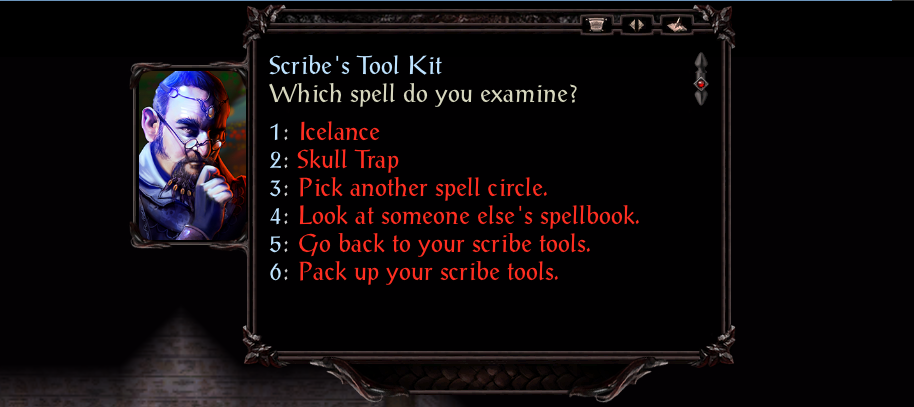 Scribe's Tool Kit
Which spell do you examine?
1: Icelance
2: Skull Trap
3: Pick another spell circle.
4: Look at someone else's spellbook.
5: Go back to your scribe tools.
6: Pack up your scribe tools.